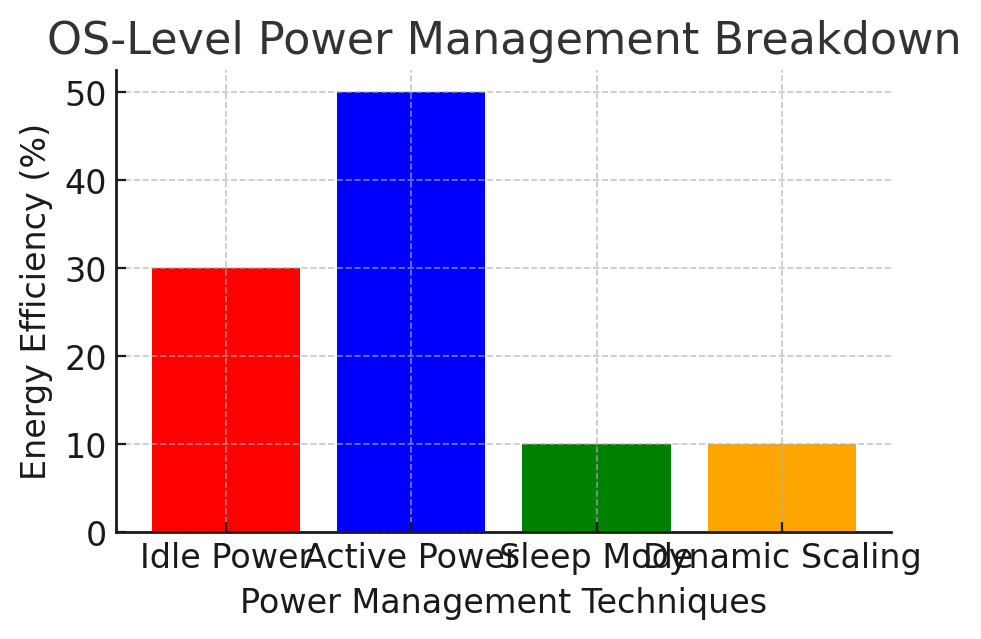 OS-Level Power Management Breakdown
Energy Efficiency (%)
50
40
30
20
10
0
Idle Power
Active Power
Sleep Mode
Dynamic Scaling
Power Management Techniques